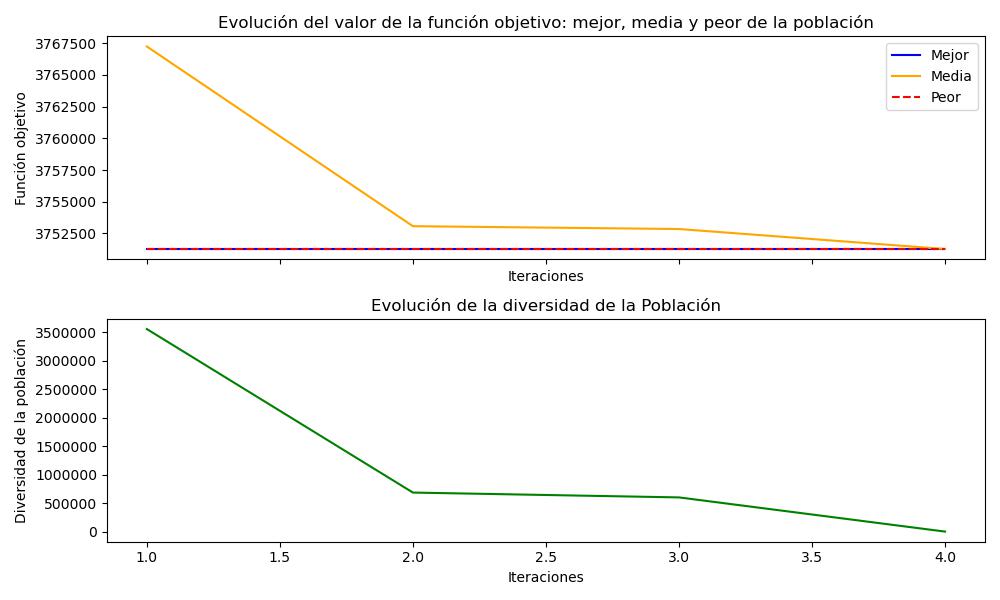 Evolución del valor de la función objetivo: mejor, media y peor de la población
3767500
3765000
3762500
3760000
3757500
3755000
3752500
Función objetivo
Mejor
Media
Peor
Iteraciones
Evolución de la diversidad de la Población
3500000
3000000
2500000
2000000
1500000
1000000
500000
0
Diversidad de la población
1.0 1.5 2.0 2.5 3.0 3.5 4.0
Iteraciones